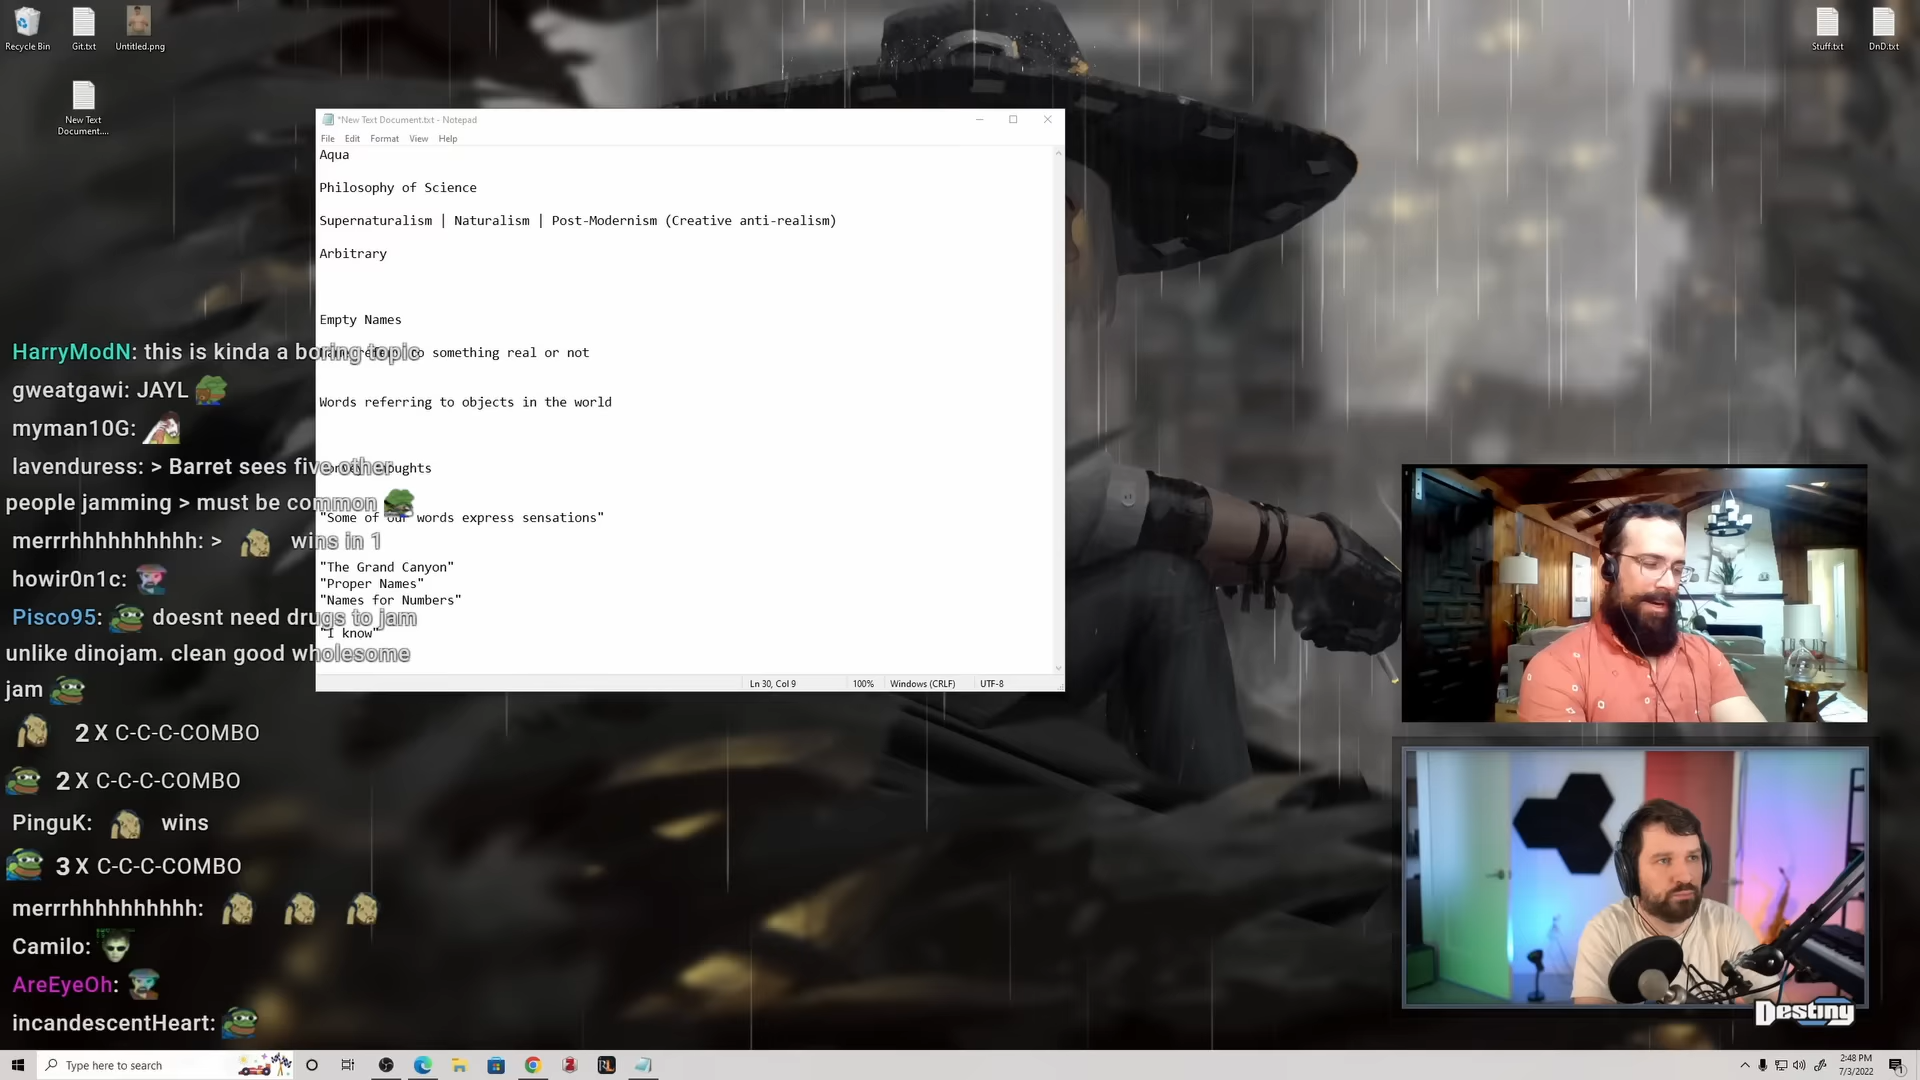 Recycle Bin
Git.txt
Untitled.png
New Text
Document....
Stuff.txt
DnD.txt
*New Text Document.txt - Notepad
File Edit Format View Help
Aqua
Philosophy of Science
Supernaturalism | Naturalism | Post-Modernism (Creative anti-realism)
Arbitrary
Empty Names
to something real or not
Words referring to objects in the world
thoughts
"Some of our words express sensations"
"The Grand Canyon"
"Proper Names"
"Names for Numbers"
"I know"
Ln 30, Col 9 100% Windows (CRLF) UTF-8
HarryModN: this is kinda a boring topic
gweatgawi: JAYL
myman10G:
lavenduress: > Barret sees five other
people jamming > must be common
merrrhhhhhhhhhh: > wins in 1
howir0n1c:
Pisco95: doesnt need drugs to jam
unlike dinojam. clean good wholesome
jam
2 X C-C-C-COMBO
2 X C-C-C-COMBO
PinguK: wins
3 X C-C-C-COMBO
merrrhhhhhhhhhh:
Camilo:
AreEyeOh:
incandescentHeart:
Destiny
Type here to search
2:48 PM
7/3/2022